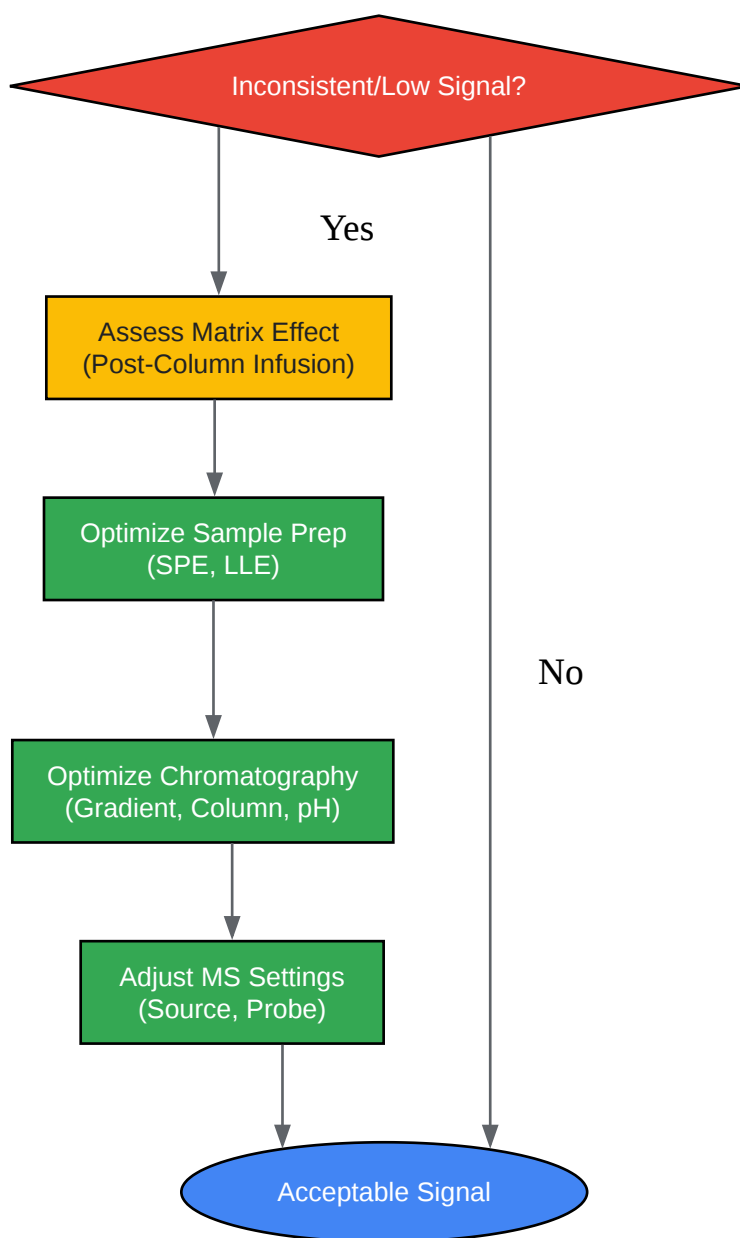 Inconsistent/Low Signal?
Yes
Assess Matrix Effect
(Post-Column Infusion)
Optimize Sample Prep
(SPE, LLE)
No
Optimize Chromatography
(Gradient, Column, pH)
Adjust MS Settings
(Source, Probe)
Acceptable Signal